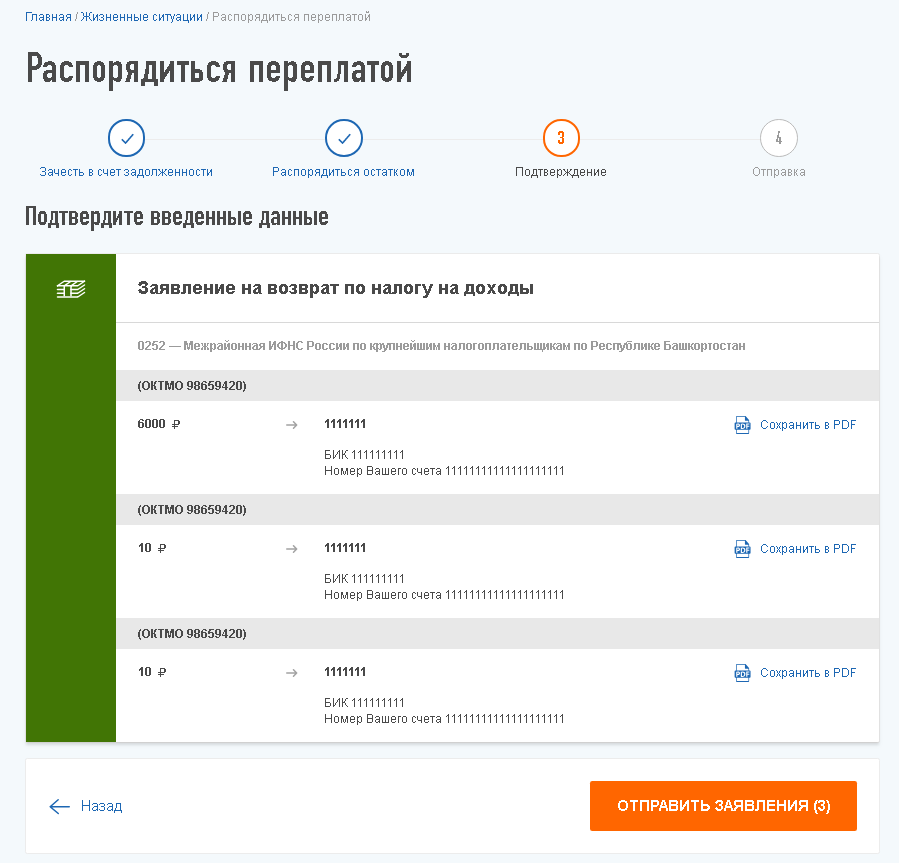 Главная / Жизненные ситуации / Распорядиться переплатой
Распорядиться переплатой
3
4
Зачесть в счет задолженности
Распорядиться остатком
Подтверждение
Отправка
Подтвердите введенные данные
Заявление на возврат по налогу на доходы
0252 — Межрайонная ИФНС России по крупнейшим налогоплательщикам по Республике Башкортостан
(ОКТМО 98659420)
6000 ₽ → 1111111 PDF Сохранить в PDF
БИК 111111111
Номер Вашего счета 11111111111111111111
(ОКТМО 98659420)
10 ₽ → 1111111 PDF Сохранить в PDF
БИК 111111111
Номер Вашего счета 11111111111111111111
(ОКТМО 98659420)
10 ₽ → 1111111 PDF Сохранить в PDF
БИК 111111111
Номер Вашего счета 11111111111111111111
Назад
ОТПРАВИТЬ ЗАЯВЛЕНИЯ (3)